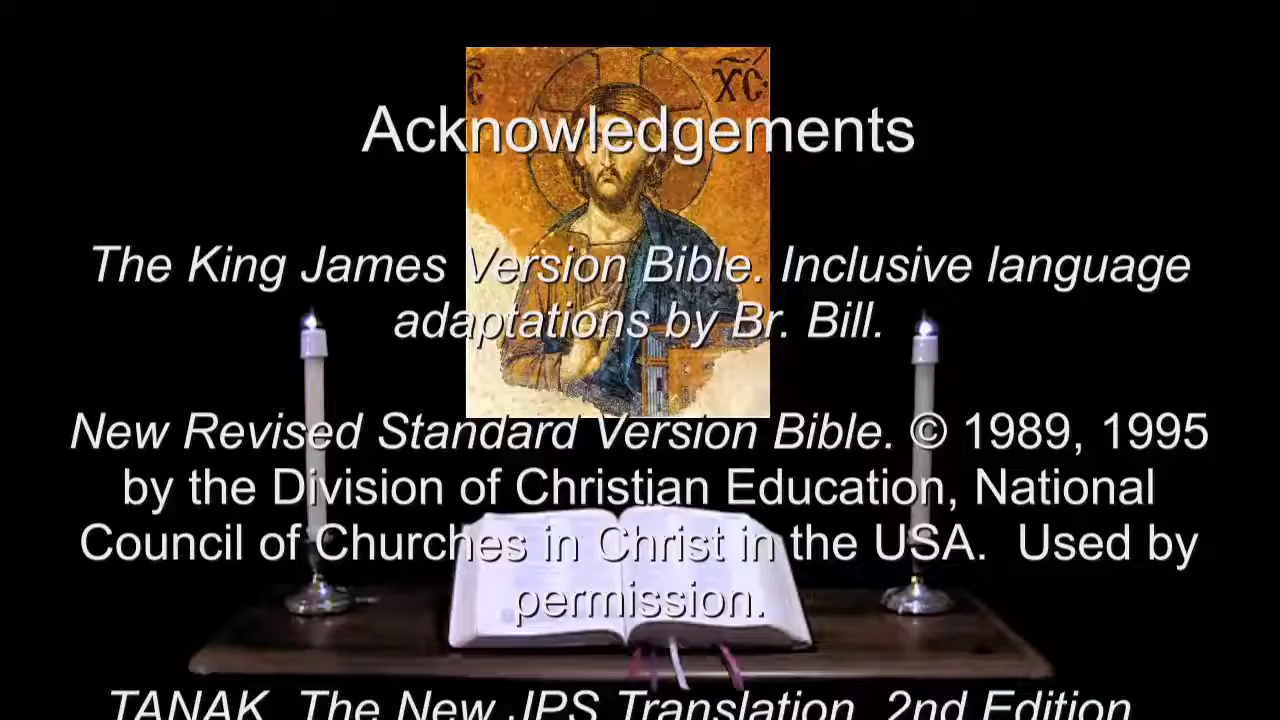 C XC
Acknowledgements
The King James Version Bible. Inclusive language
adaptations by Br. Bill.
New Revised Standard Version Bible. © 1989, 1995
by the Division of Christian Education, National
Council of Churches in Christ in the USA. Used by
permission.
TANAK, The New JPS Translation, 2nd Edition